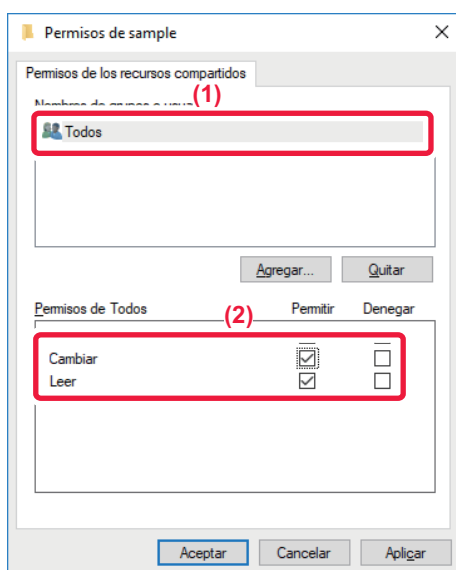 Permisos de sample
Permisos de los recursos compartidos
(1)
Todos
Agregar... Quitar
Permisos de Todos (2) Permitir Denegar
Cambiar
Leer
Aceptar Cancelar Aplicar